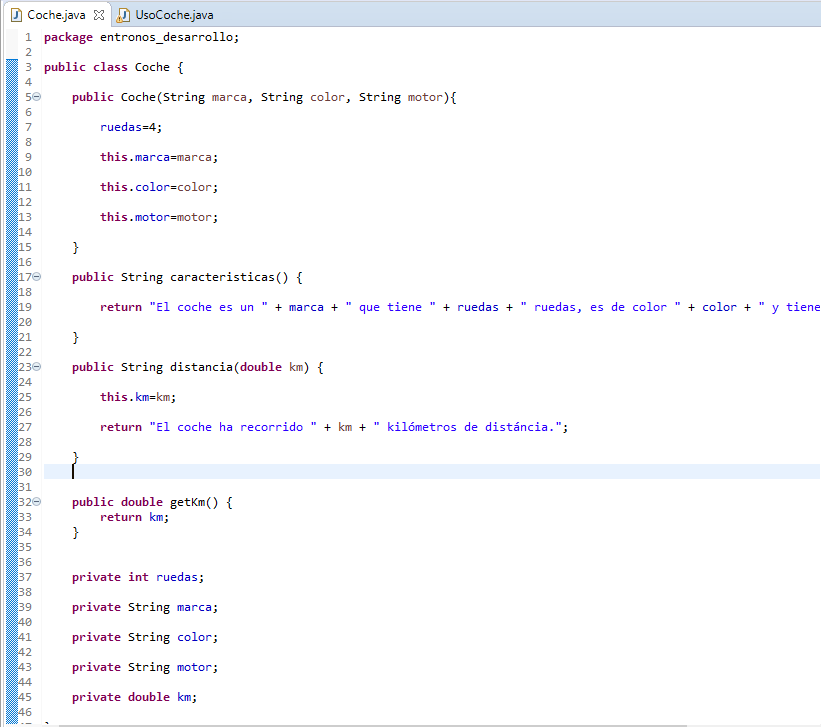 Coche.java UsoCoche.java
1 package entronos_desarrollo;
2
3 public class Coche {
4
5 public Coche(String marca, String color, String motor){
6
7 ruedas=4;
8
9 this.marca=marca;
10
11 this.color=color;
12
13 this.motor=motor;
14
15 }
16
17 public String caracteristicas() {
18
19 return "El coche es un " + marca + " que tiene " + ruedas + " ruedas, es de color " + color + " y tiene
20
21 }
22
23 public String distancia(double km) {
24
25 this.km=km;
26
27 return "El coche ha recorrido " + km + " kilómetros de distáncia.";
28
29 }
30
31
32 public double getKm() {
33 return km;
34 }
35
36
37 private int ruedas;
38
39 private String marca;
40
41 private String color;
42
43 private String motor;
44
45 private double km;
46